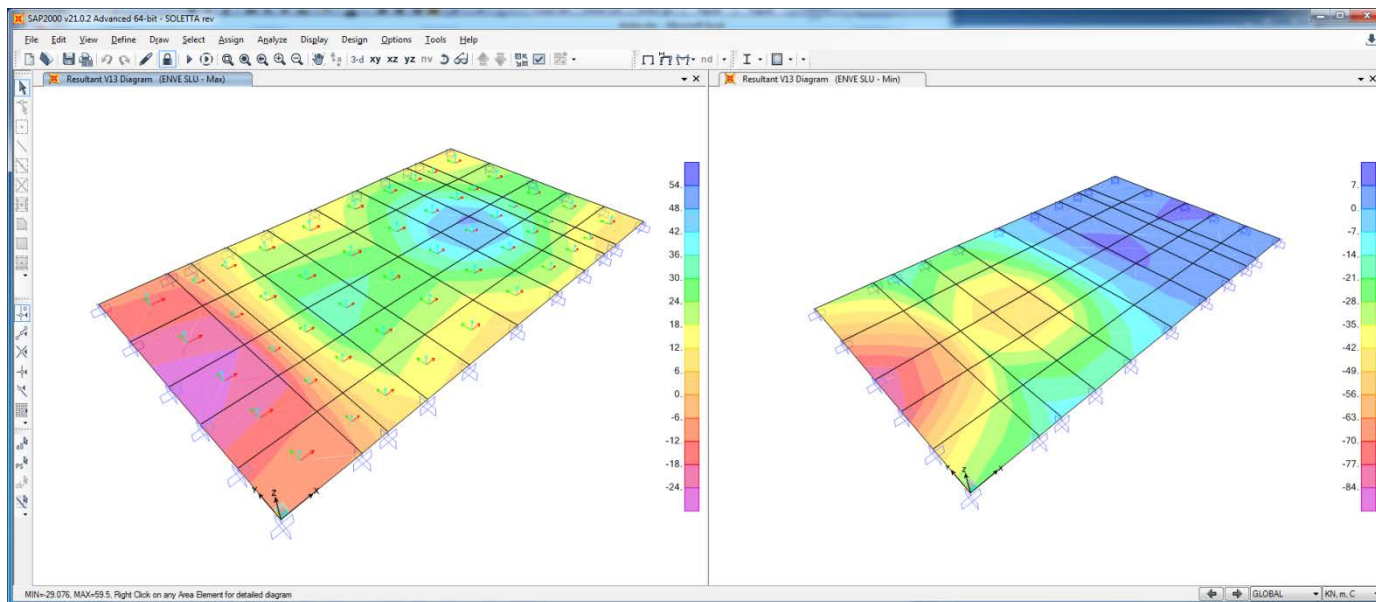 SAP2000 v21.0.2 Advanced 64-bit - SOLETTA rev
File Edit View Define Draw Select Assign Analyze Display Design Options Tools Help
3-d xy xz yz nv nd
Resultant V13 Diagram (ENVE SLU - Max)
Resultant V13 Diagram (ENVE SLU - Min)
54.
48.
42.
36.
30.
24.
18.
12.
6.
0.
-6.
-12.
-18.
-24.
Y Z X
7.
0.
-7.
-14.
-21.
-28.
-35.
-42.
-49.
-56.
-63.
-70.
-77.
-84.
Y Z X
MIN=-29.076, MAX=59.5, Right Click on any Area Element for detailed diagram
GLOBAL
KN, m, C